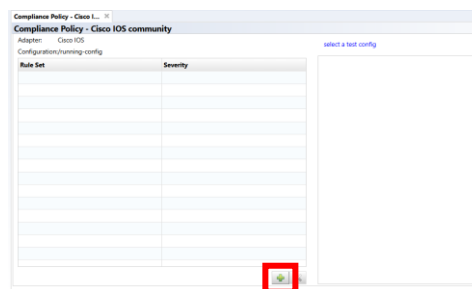 Compliance Policy - Cisco I...
Compliance Policy - Cisco IOS community
Adapter: Cisco IOS
Configuration:/running-config
select a test config
Rule Set Severity